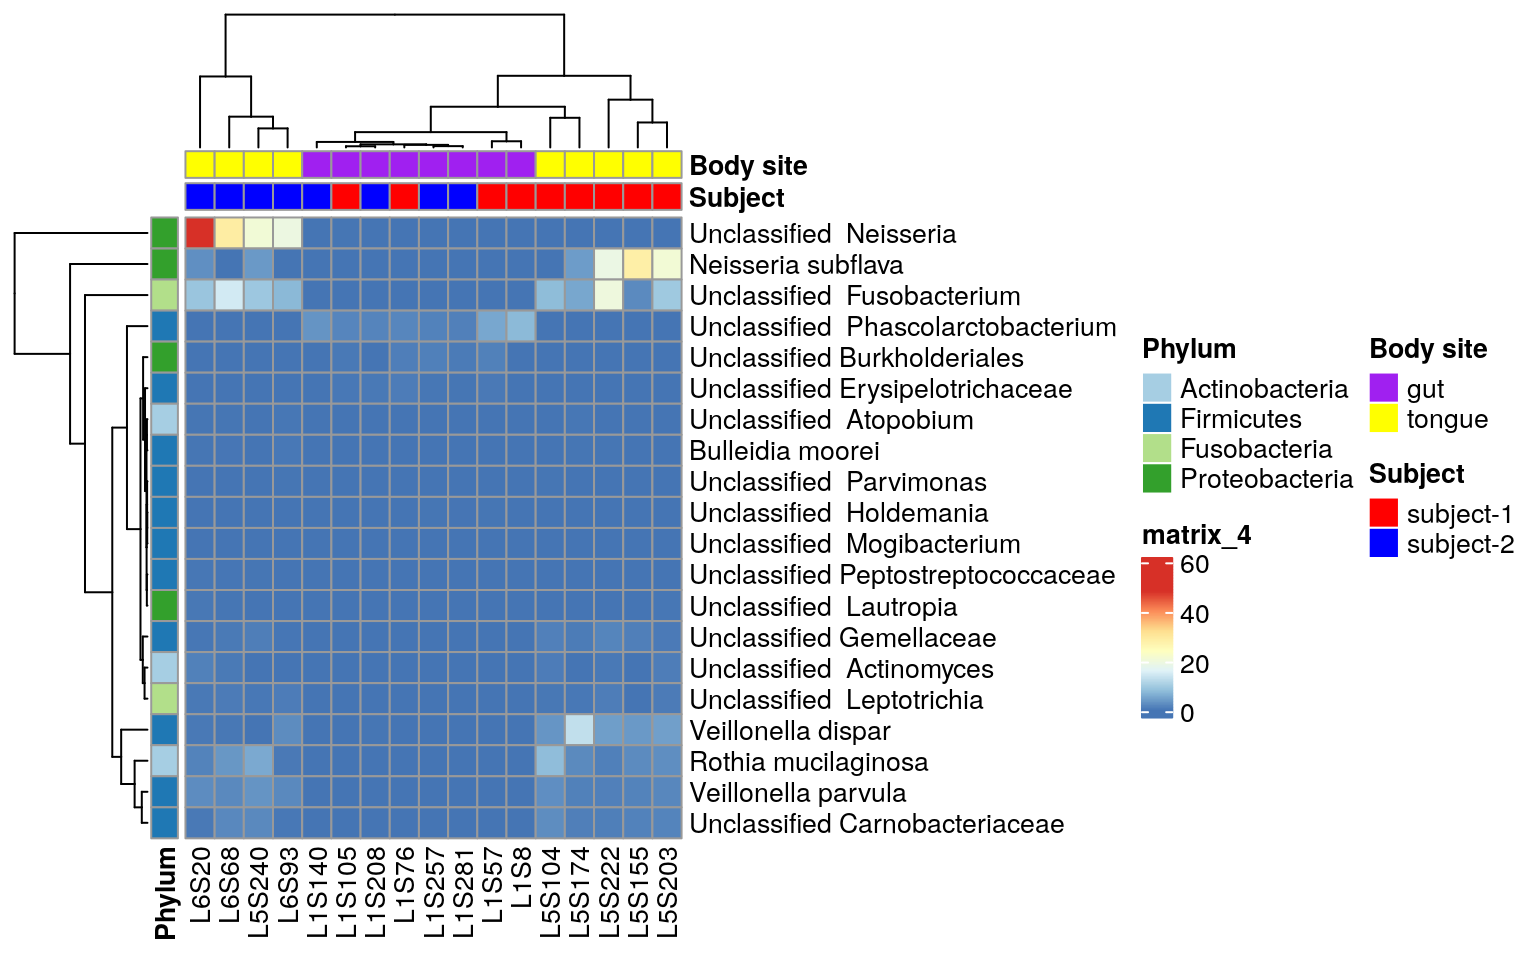 Body site
Subject
Unclassified  Neisseria
Neisseria subflava
Unclassified  Fusobacterium
Unclassified  Phascolarctobacterium
Unclassified Burkholderiales
Unclassified Erysipelotrichaceae
Unclassified  Atopobium
Bulleidia moorei
Unclassified  Parvimonas
Unclassified  Holdemania
Unclassified  Mogibacterium
Unclassified Peptostreptococcaceae
Unclassified  Lautropia
Unclassified Gemellaceae
Unclassified  Actinomyces
Unclassified  Leptotrichia
Veillonella dispar
Rothia mucilaginosa
Veillonella parvula
Unclassified Carnobacteriaceae
Phylum
L6S20
L6S68
L5S240
L6S93
L1S140
L1S105
L1S208
L1S76
L1S257
L1S281
L1S57
L1S8
L5S104
L5S174
L5S222
L5S155
L5S203
Phylum
Actinobacteria
Firmicutes
Fusobacteria
Proteobacteria
matrix_4
60
40
20
0
Body site
gut
tongue
Subject
subject-1
subject-2